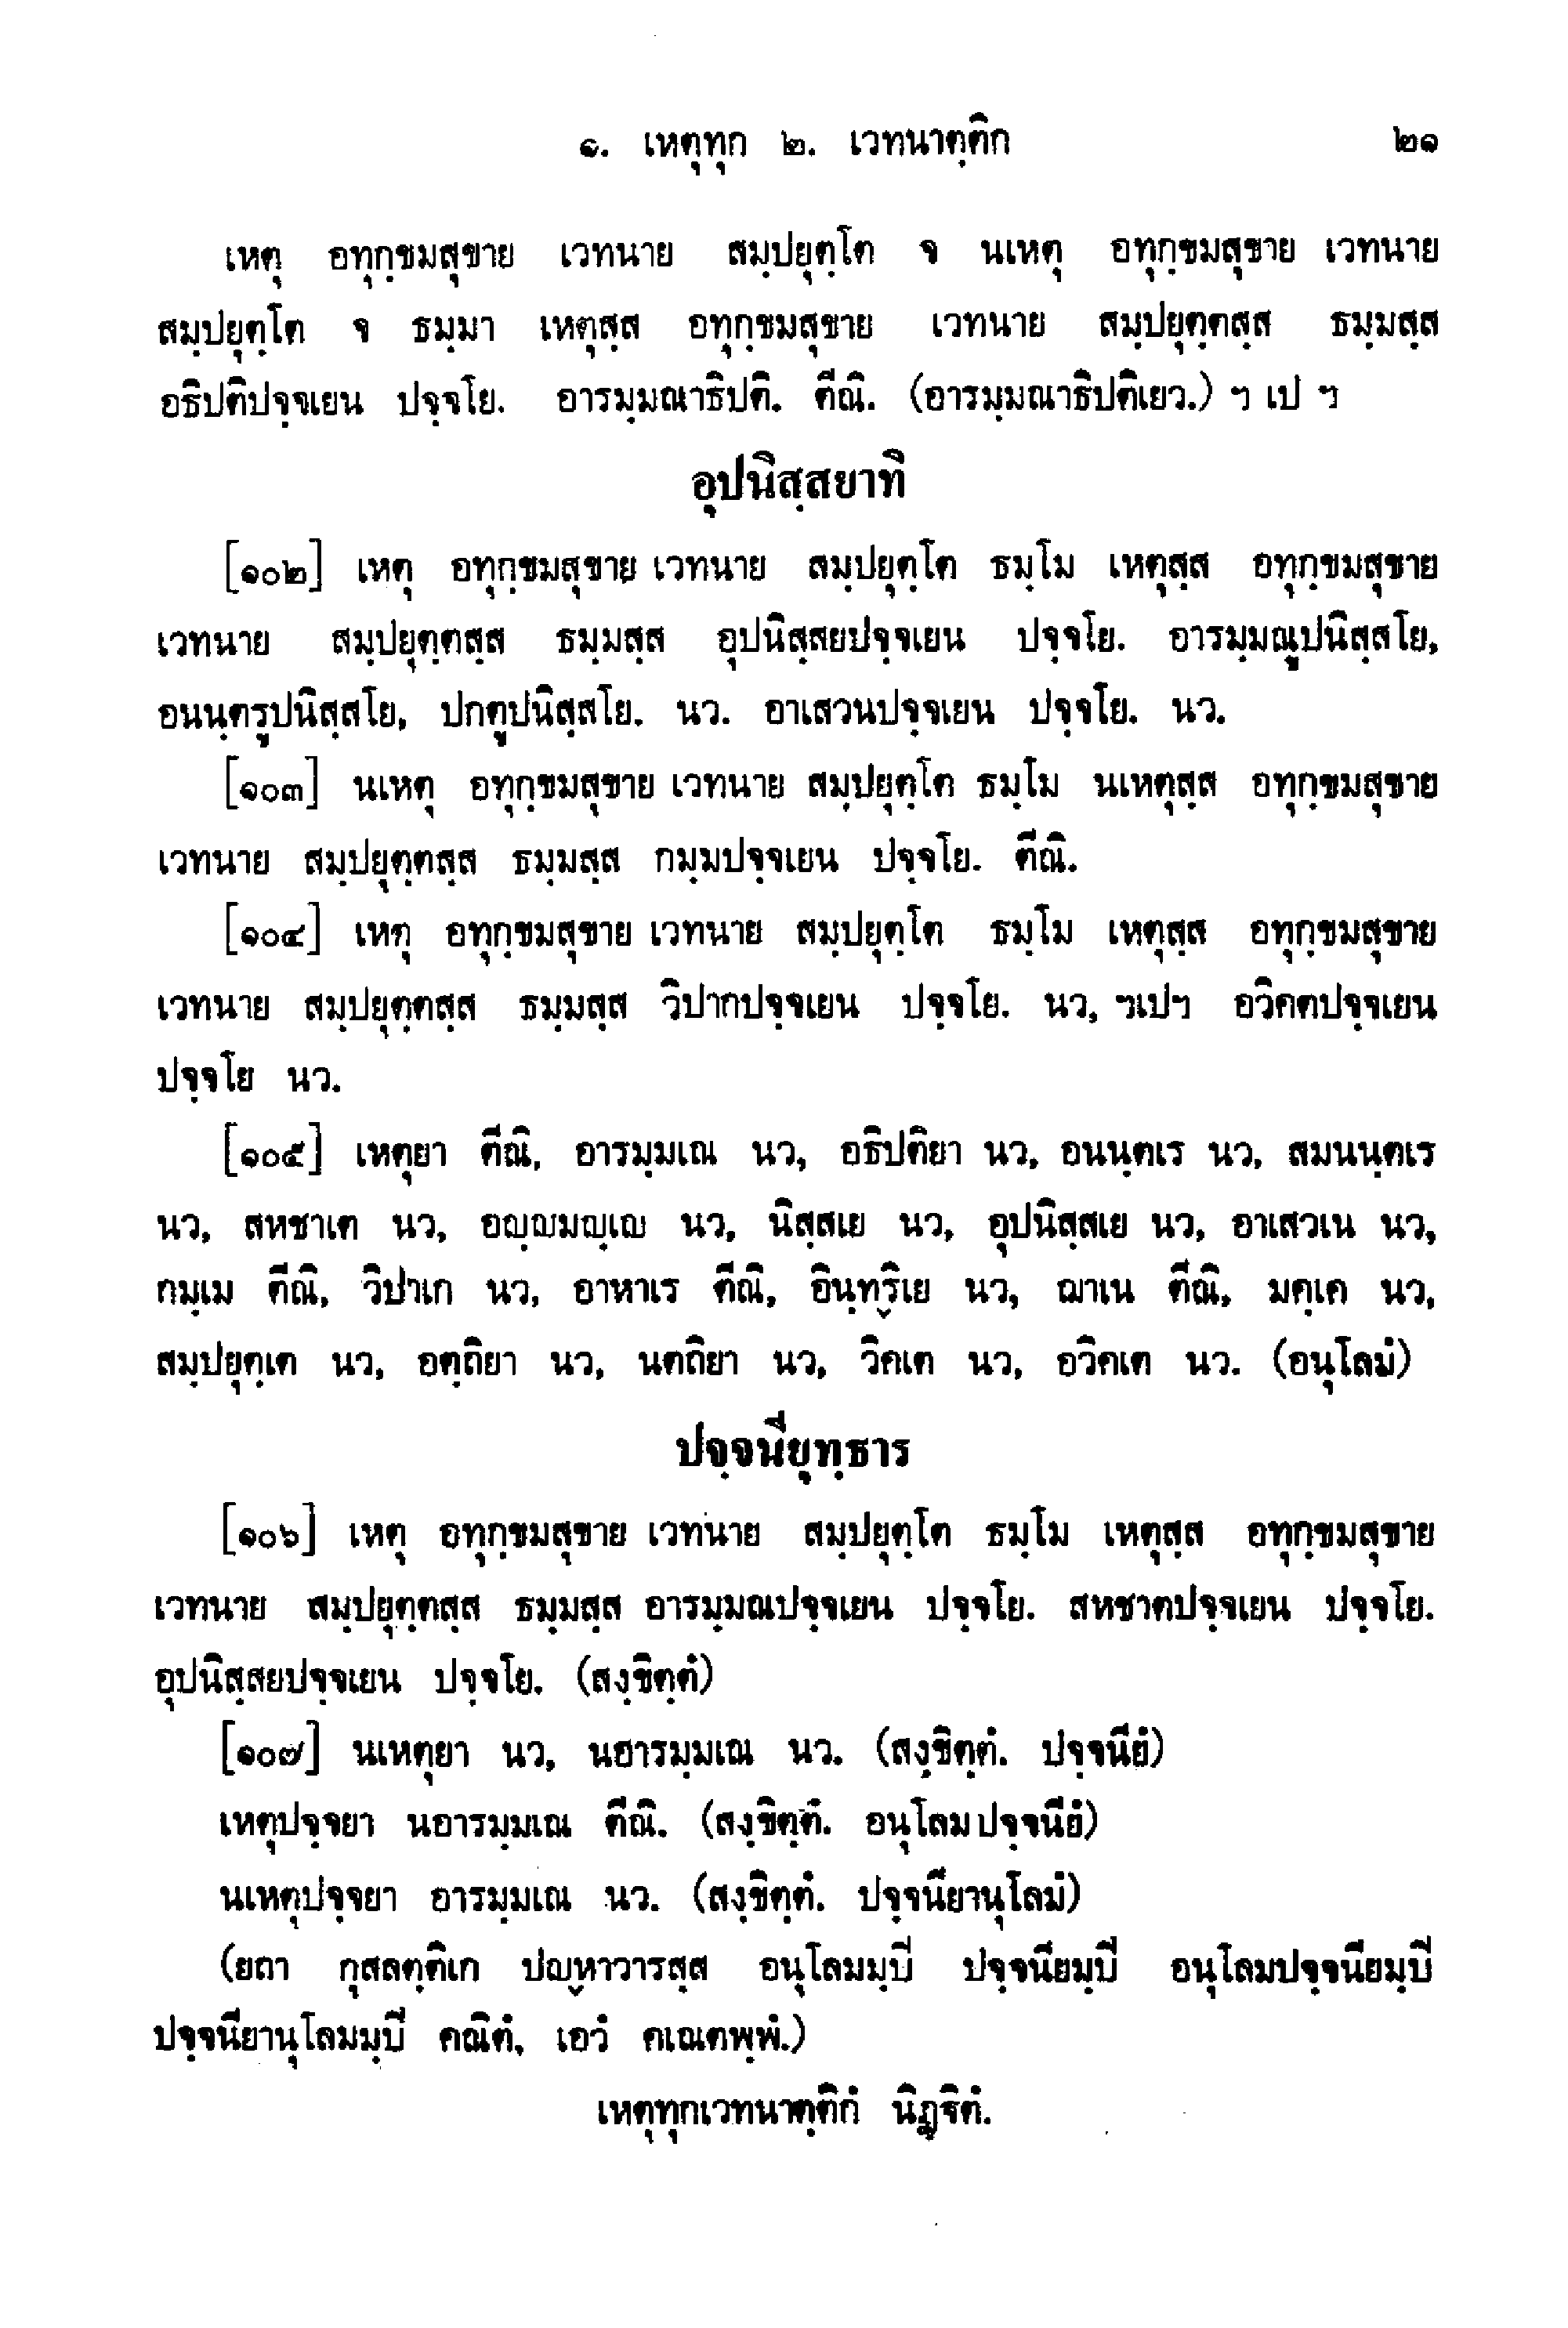 ๑. เหตุทุก ๒. เวทนาตฺติก ๒๑
เหตุ อทุกฺขมสุขาย เวทนาย สมฺปยุตฺโต จ นเหตุ อทุกฺขมสุขาย เวทนาย
สมฺปยุตฺโต จ ธมฺมา เหตุสฺส อทุกฺขมสุขาย เวทนาย สมฺปยุตฺตสฺส ธมฺมสฺส
อธิปติปจฺจเยน ปจฺจโย. อารมฺมณาธิปติ. ตีณิ. (อารมฺมณาธิปติเยว.) ฯ เป ฯ
อุปนิสฺสยาทิ
[๑๐๒] เหตุ อทุกฺขมสุขาย เวทนาย สมฺปยุตฺโต ธมฺโม เหตุสฺส อทุกฺขมสุขาย
เวทนาย สมฺปยุตฺตสฺส ธมฺมสฺส อุปนิสฺสยปจฺจเยน ปจฺจโย. อารมฺมณูปนิสฺสโย,
อนนฺตรูปนิสฺสโย, ปกตูปนิสฺสโย. นว. อาเสวนปจฺจเยน ปจฺจโย. นว.
[๑๐๓] นเหตุ อทุกฺขมสุขาย เวทนาย สมฺปยุตฺโต ธมฺโม นเหตุสฺส อทุกฺขมสุขาย
เวทนาย สมฺปยุตฺตสฺส ธมฺมสฺส กมฺมปจฺจเยน ปจฺจโย. ตีณิ.
[๑๐๔] เหตุ อทุกฺขมสุขาย เวทนาย สมฺปยุตฺโต ธมฺโม เหตุสฺส อทุกฺขมสุขาย
เวทนาย สมฺปยุตฺตสฺส ธมฺมสฺส วิปากปจฺจเยน ปจฺจโย. นว, ฯเปฯ อวิคตปจฺจเยน
ปจฺจโย นว.
[๑๐๕] เหตุยา ตีณิ, อารมฺมเณ นว, อธิปติยา นว, อนนฺตเร นว, สมนนฺตเร
นว, สหชาเต นว, อญฺญมญฺเญ นว, นิสฺสเย นว, อุปนิสฺสเย นว, อาเสวเน นว,
กมฺเม ตีณิ, วิปาเก นว, อาหาเร ตีณิ, อินฺทฺริเย นว, ฌาเน ตีณิ, มคฺเค นว,
สมฺปยุตฺเต นว, อตฺถิยา นว, นตถิยา นว, วิคเต นว, อวิคเต นว. (อนุโลมํ)
ปจฺจนียุทฺธาร
[๑๐๖] เหตุ อทุกฺขมสุขาย เวทนาย สมฺปยุตฺโต ธมฺโม เหตุสฺส อทุกฺขมสุขาย
เวทนาย สมฺปยุตฺตสฺส ธมฺมสฺส อารมฺมณปจฺจเยน ปจฺจโย. สหชาตปจฺจเยน ปจฺจโย.
อุปนิสฺสยปจฺจเยน ปจฺจโย. (สงฺขิตฺตํ)
[๑๐๗] นเหตุยา นว, นอารมฺมเณ นว. (สงฺขิตฺตํ. ปจฺจนียํ)
เหตุปจฺจยา นอารมฺมเณ ตีณิ. (สงฺขิตฺตํ. อนุโลมปจฺจนียํ)
นเหตุปจฺจยา อารมฺมเณ นว. (สงฺขิตฺตํ. ปจฺจนียานุโลมํ)
(ยถา กุสลตฺติเก ปญฺหาวารสฺส อนุโลมมฺปิ ปจฺจนียมฺปิ อนุโลมปจฺจนียมฺปิ
ปจฺจนียานุโลมมฺปิ คณิตํ, เอวํ คเณตพฺพํ.)
เหตุทุกเวทนาตฺติกํ นิฏฺฐิตํ.